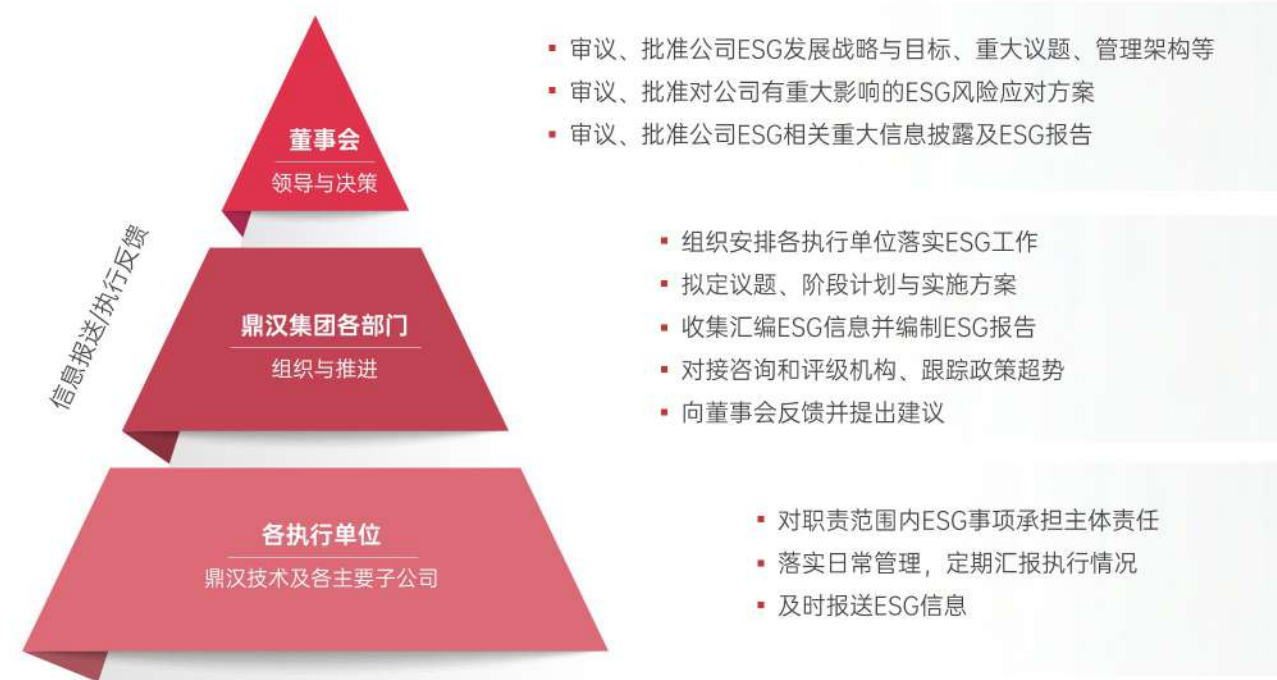 董事会
领导与决策
▪ 审议、批准公司ESG发展战略与目标、重大议题、管理架构等
▪ 审议、批准对公司有重大影响的ESG风险应对方案
▪ 审议、批准公司ESG相关重大信息披露及ESG报告
信息报送/执行反馈
鼎汉集团各部门
组织与推进
▪ 组织安排各执行单位落实ESG工作
▪ 拟定议题、阶段计划与实施方案
▪ 收集汇编ESG信息并编制ESG报告
▪ 对接咨询和评级机构、跟踪政策超势
▪ 向董事会反馈并提出建议
各执行单位
鼎汉技术及各主要子公司
▪ 对职责范围内ESG事项承担主体责任
▪ 落实日常管理，定期汇报执行情况
▪ 及时报送ESG信息